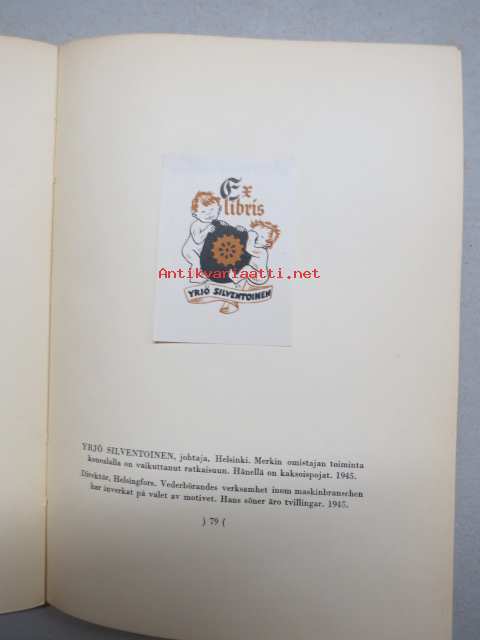 Ex
libris
Antikvariaatti.net
YRJÖ SILVENTOINEN
YRJÖ SILVENTOINEN, johtaja, Helsinki. Merkin omistajan toiminta
konealalla on vaikuttanut ratkaisuun. Hänellä on kaksoispojat. 1945.
Direktör, Helsingfors. Vederbörandes verksamhet inom maskinbranschen
har inverkat på valet av motivet. Hans söner äro tvillingar. 1945.
) 79 (